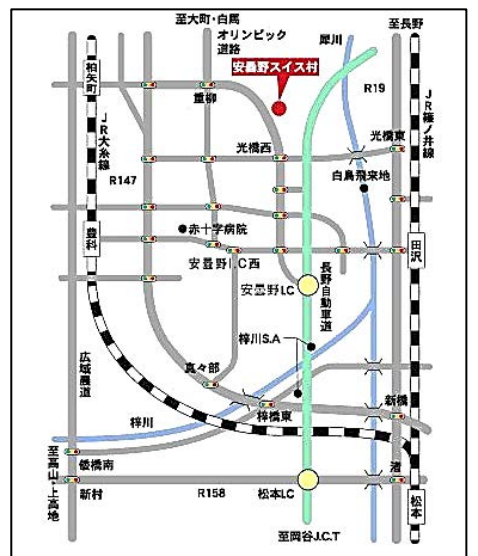 至大町・白馬
オリンピック
道路
犀川
至長野
安曇野スイス村
柏矢町
重柳
R19
JR篠ノ井線
JR大糸線
光橋西
光橋東
R147
白鳥飛来地
豊科
赤十字病院
田沢
安曇野I.C西
安曇野I.C
長野自動車道
梓川S.A
真々部
広域農道
梓川
梓橋東
新橋
至高山・上高地
倭橋南
新村
R158
松本I.C
渚
松本
至岡谷J.C.T